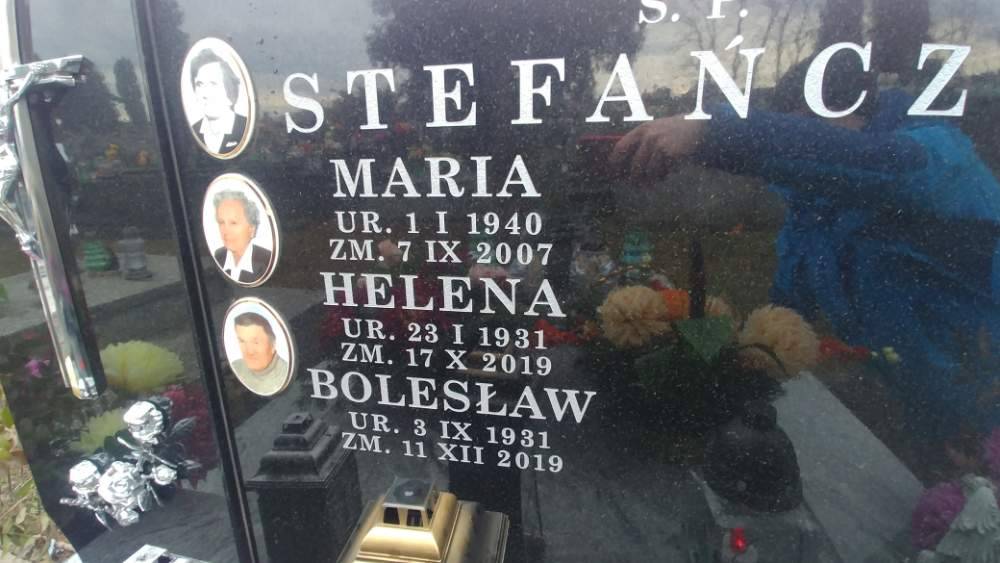 Ś. P.
STEFAŃCZ
MARIA
UR. 1 I 1940
ZM. 7 IX 2007
HELENA
UR. 23 I 1931
ZM. 17 X 2019
BOLESŁAW
UR. 3 IX 1931
ZM. 11 XII 2019